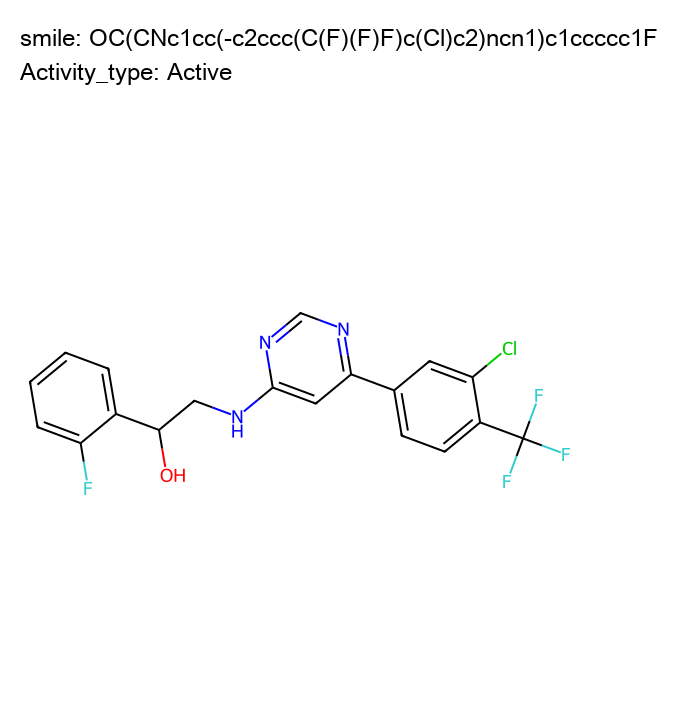 smile: OC(CNc1cc(-c2ccc(C(F)(F)F)c(Cl)c2)ncn1)c1ccccc1F
Activity_type: Active
N
N
Cl
F
F
F
N
H
OH
F